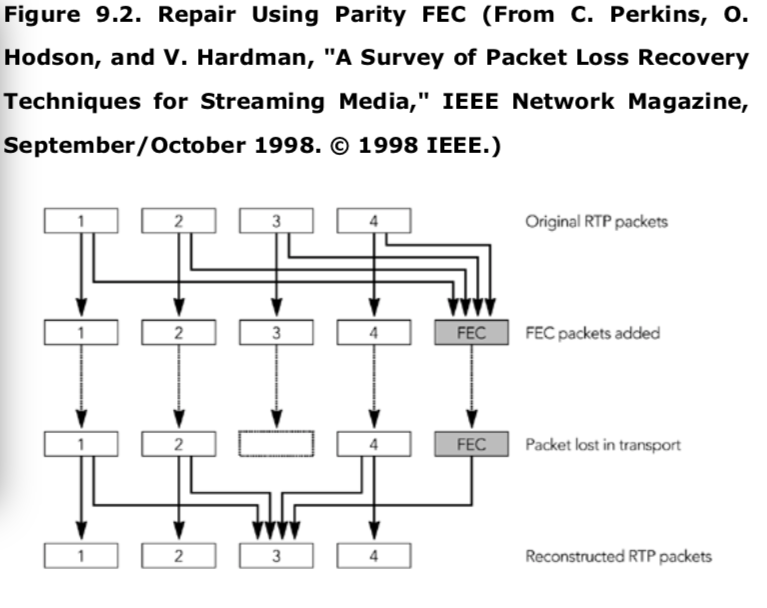 Figure 9.2. Repair Using Parity FEC (From C. Perkins, O.
Hodson, and V. Hardman, "A Survey of Packet Loss Recovery
Techniques for Streaming Media," IEEE Network Magazine,
September/October 1998. © 1998 IEEE.)
1 2 3 4 Original RTP packets
1 2 3 4 FEC FEC packets added
1 2 4 FEC Packet lost in transport
1 2 3 4 Reconstructed RTP packets